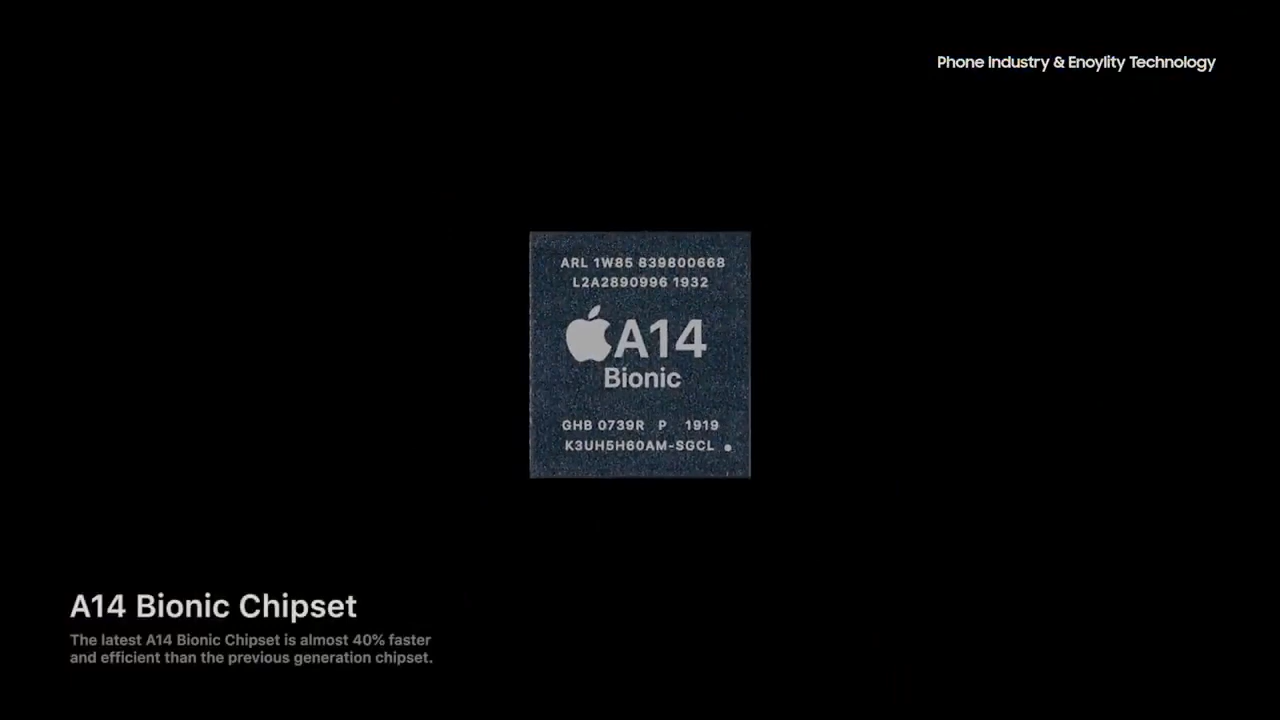 Phone Industry & Enoylity Technology
ARL 1W85 839800668
L2A2890996 1932
A14
Bionic
GHB 0739R P 1919
K3UH5H60AM-SGCL
A14 Bionic Chipset
The latest A14 Bionic Chipset is almost 40% faster
and efficient than the previous generation chipset.